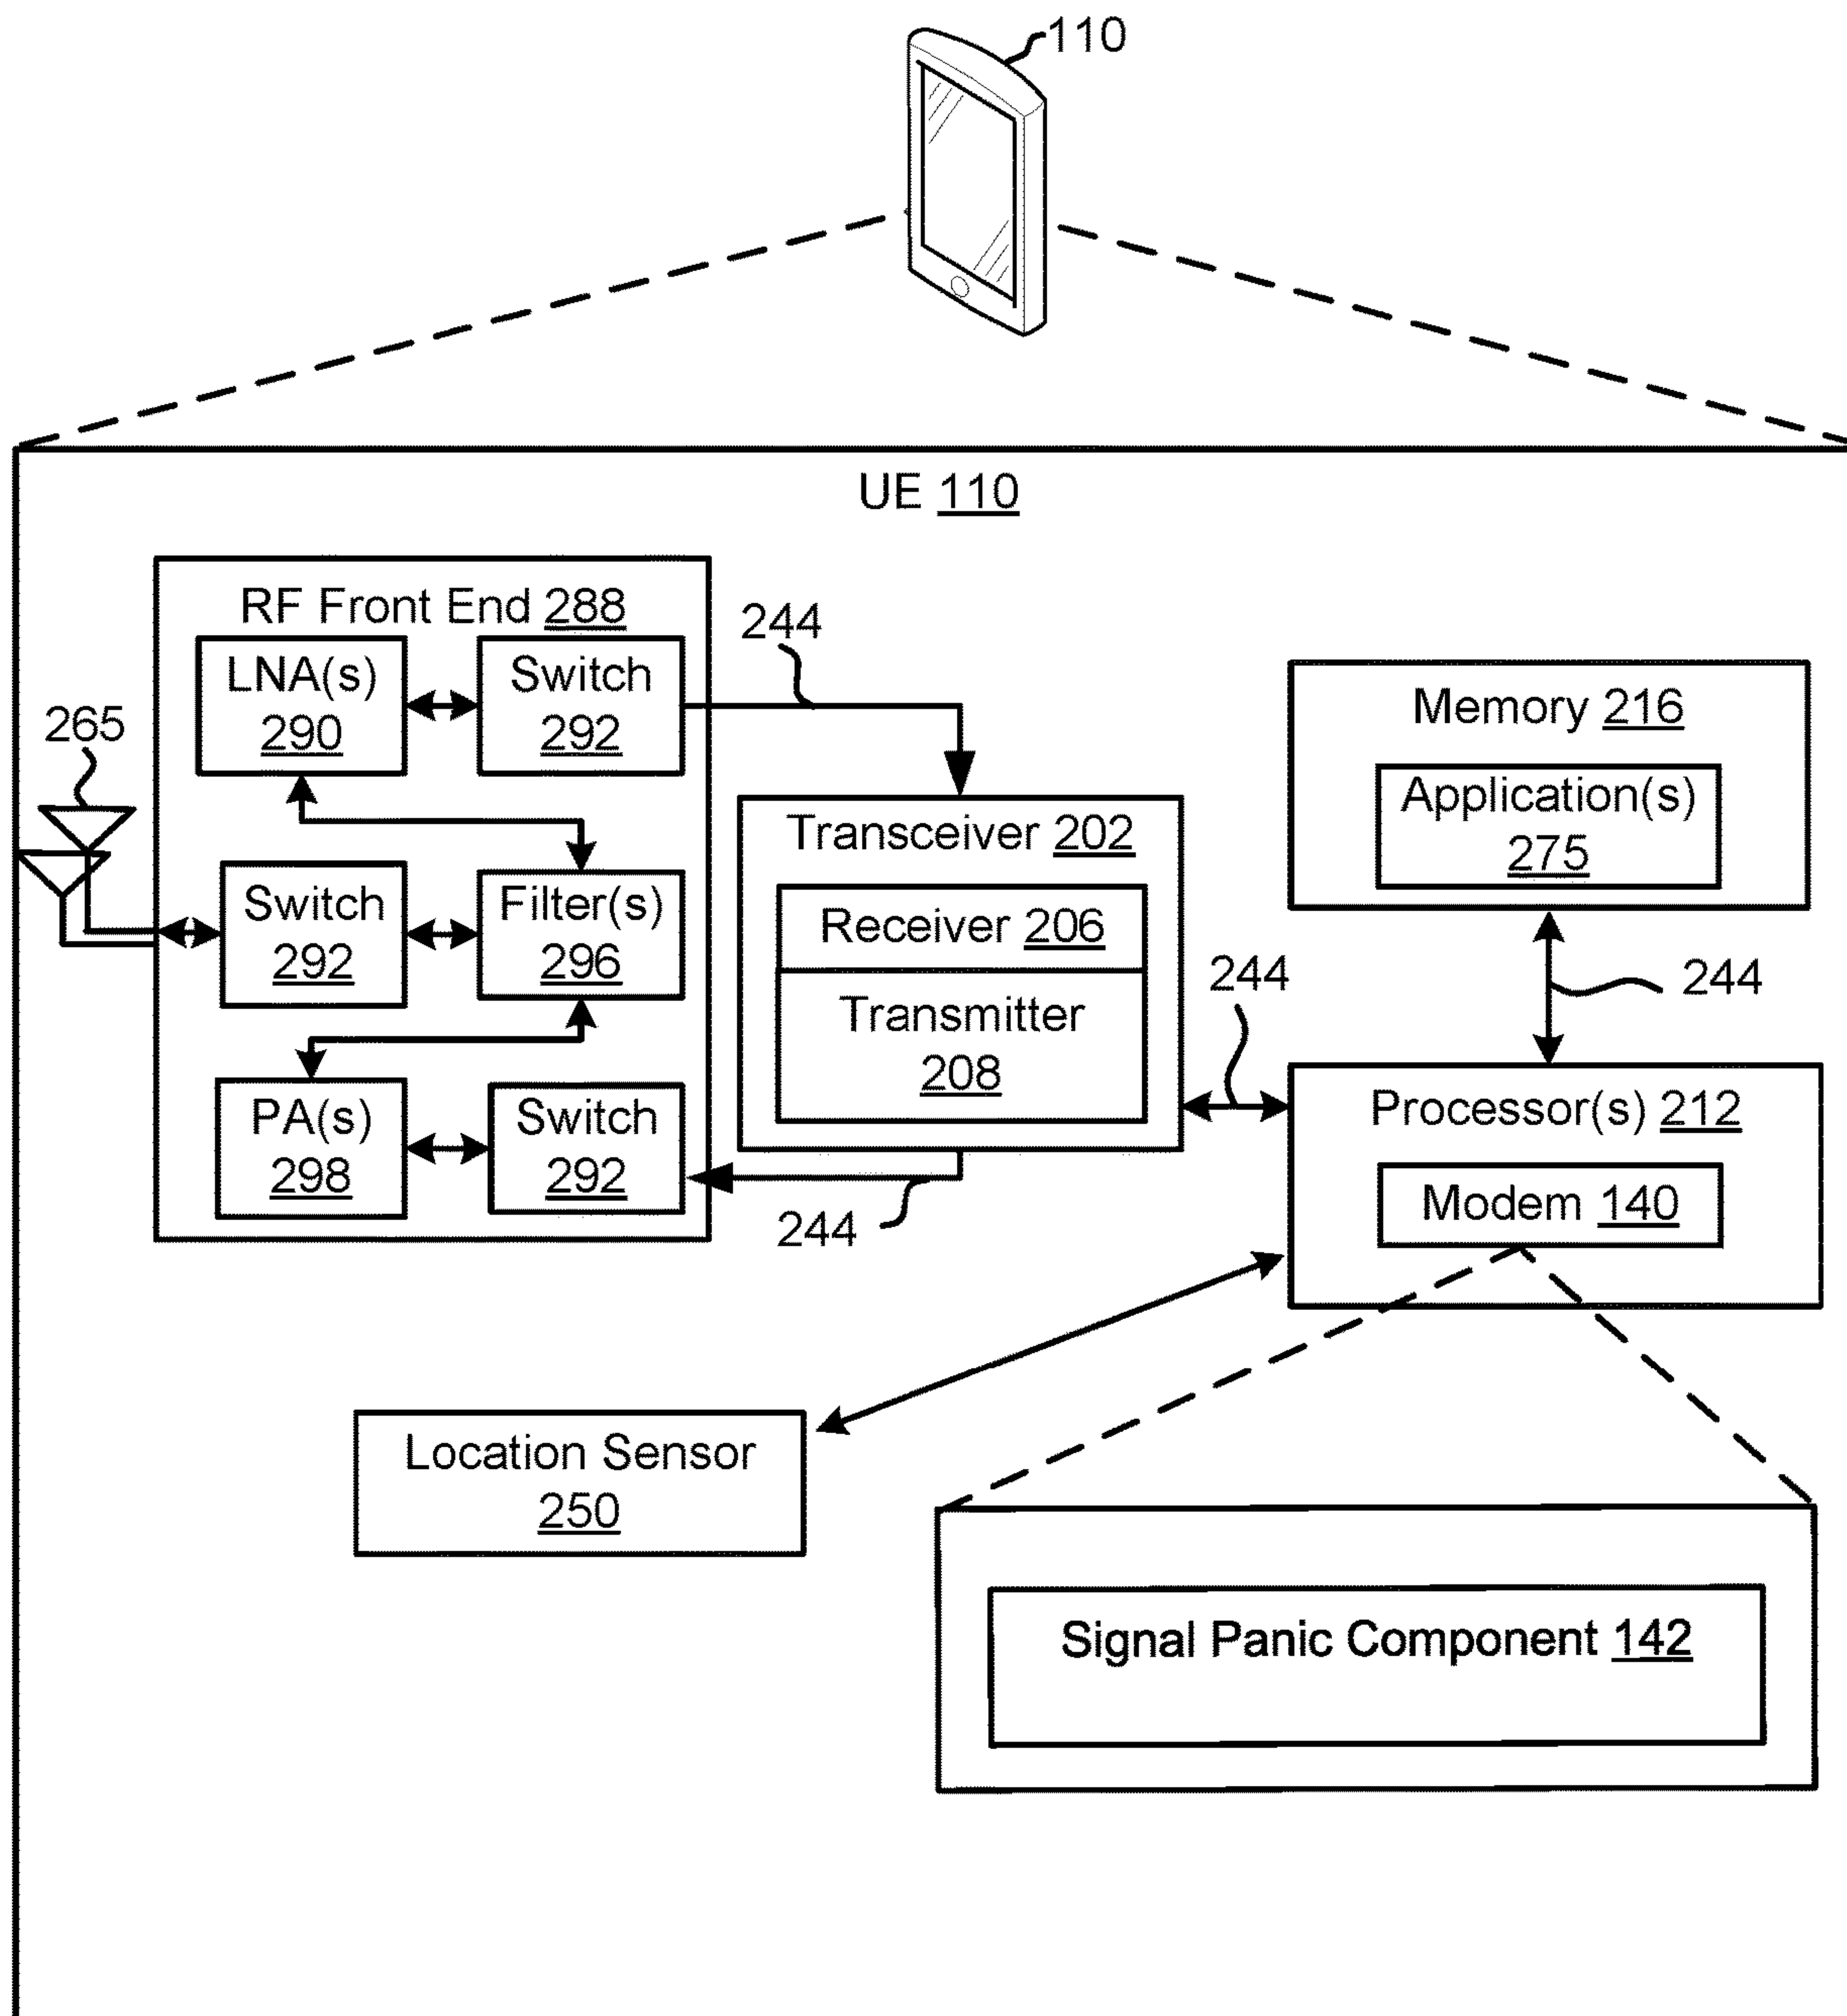 110
UE 110
RF Front End 288
LNA(s)
290
Switch
292
244
265
Switch
292
Filter(s)
296
PA(s)
298
Switch
292
244
Transceiver 202
Receiver 206
Transmitter
208
244
Memory 216
Application(s)
275
244
Processor(s) 212
Modem 140
Location Sensor
250
Signal Panic Component 142